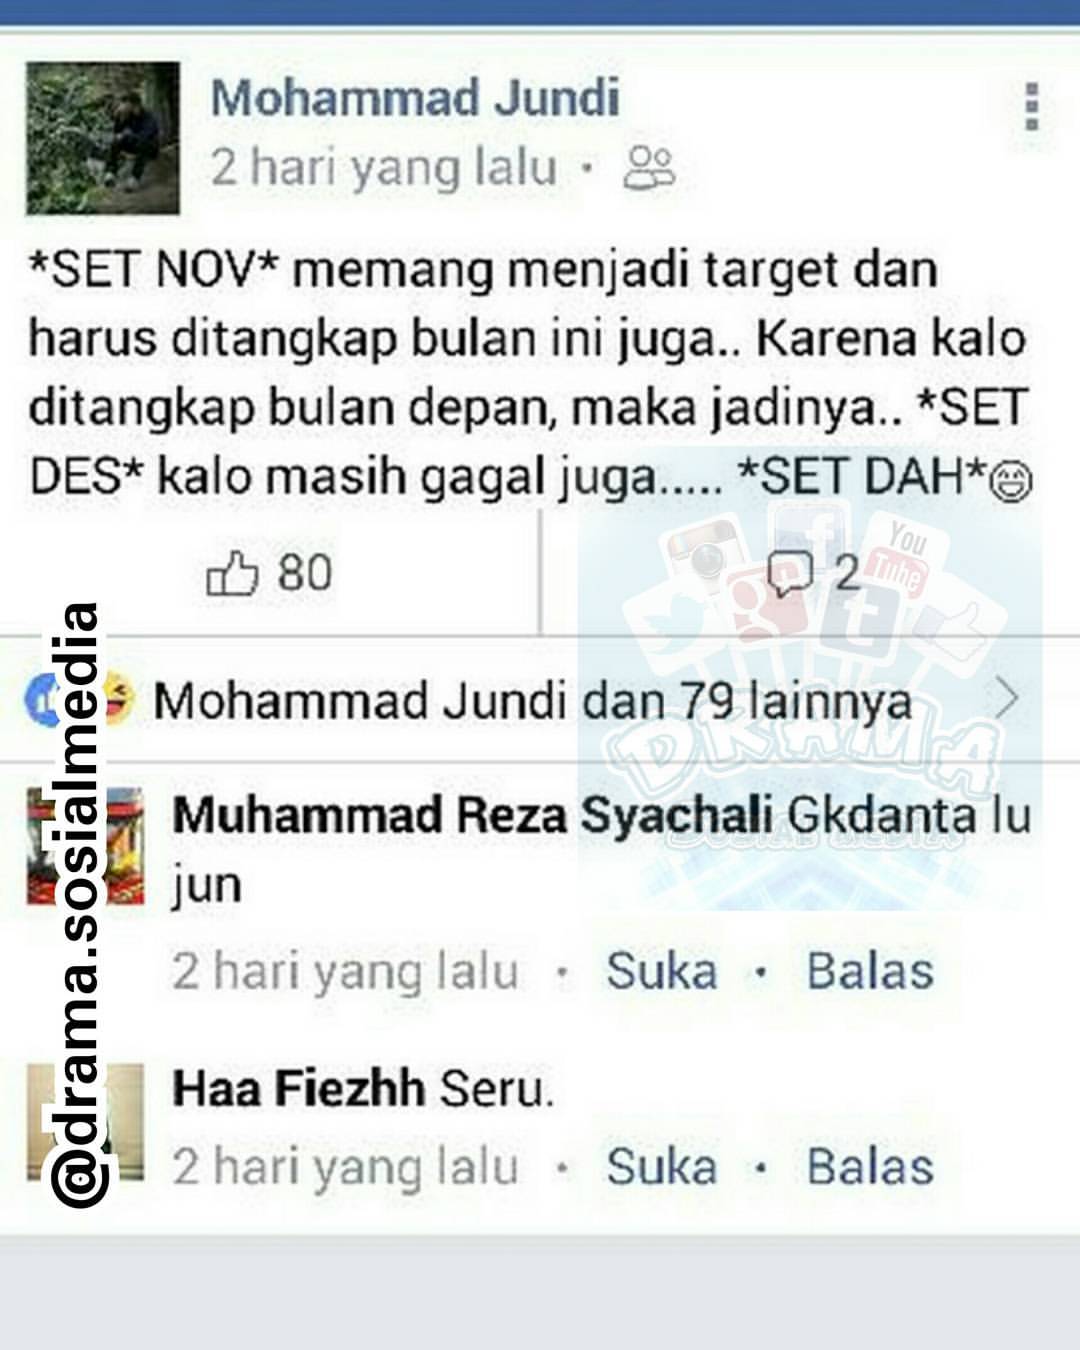 Mohammad Jundi
2 hari yang lalu ·
*SET NOV* memang menjadi target dan
harus ditangkap bulan ini juga.. Karena kalo
ditangkap bulan depan, maka jadinya.. *SET
DES* kalo masih gagal juga..... *SET DAH*😄
80
2
Mohammad Jundi dan 79 lainnya
Muhammad Reza Syachali Gkdanta lu
jun
2 hari yang lalu · Suka · Balas
Haa Fiezhh Seru.
2 hari yang lalu · Suka · Balas
@drama.sosialmedia
You
Tube
DRAMA
SOSIAL MEDIA